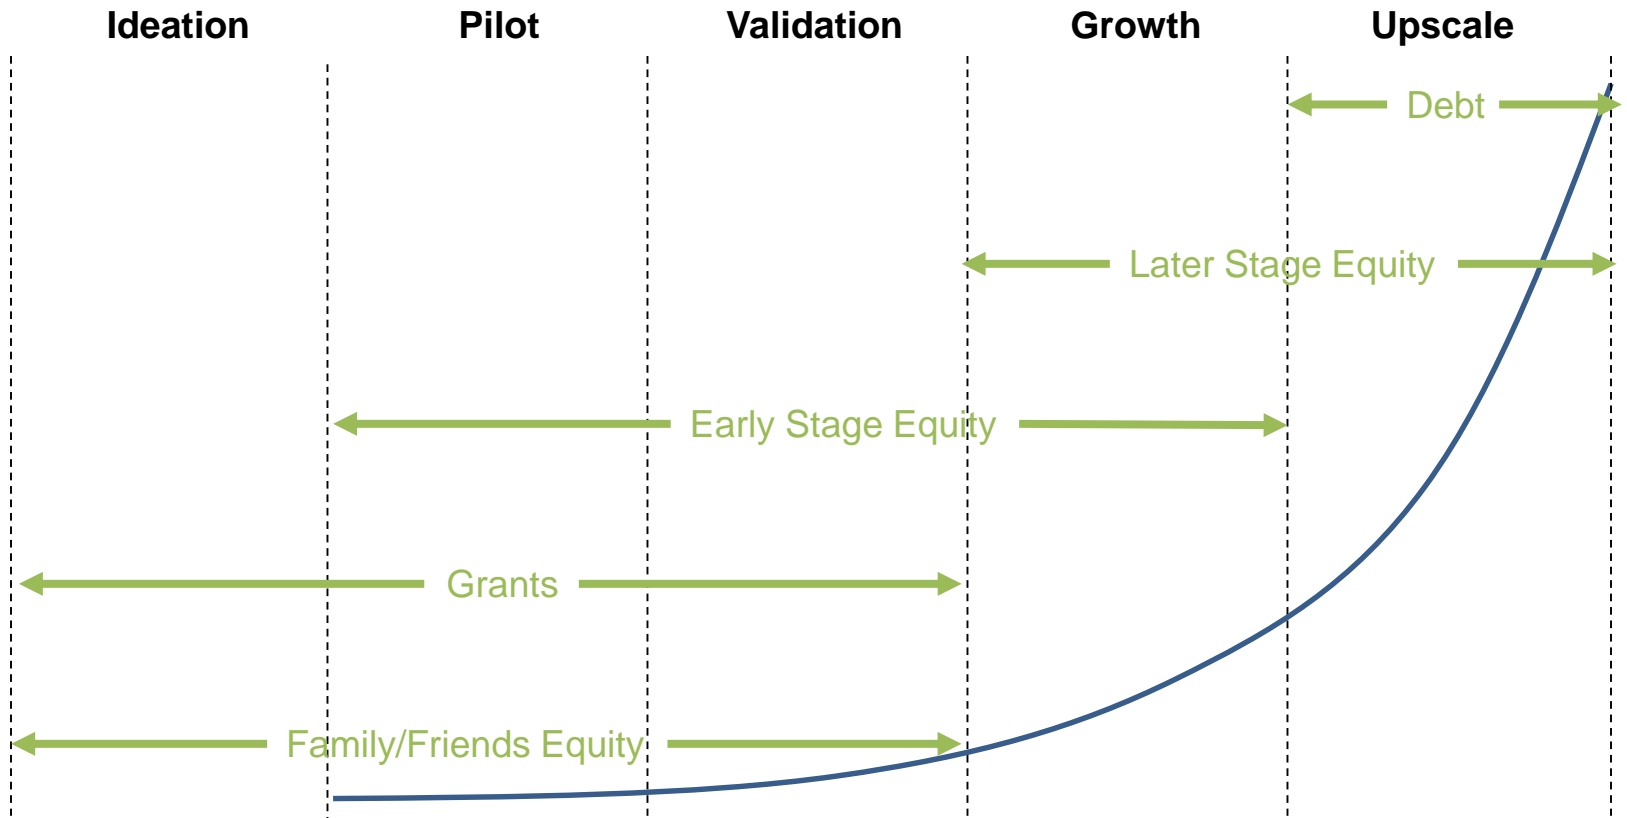 Ideation Pilot Validation Growth Upscale
Debt
Later Stage Equity
Early Stage Equity
Grants
Family/Friends Equity